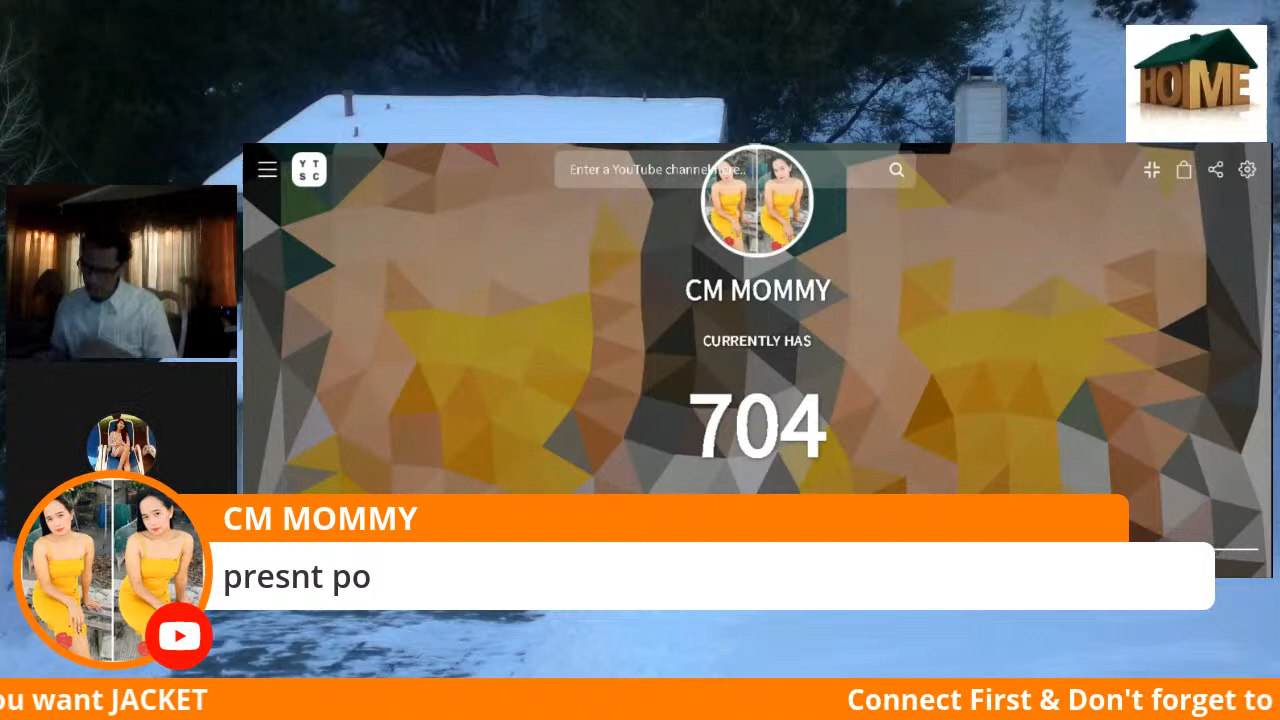 HOME
Y T
S C
Enter a YouTube channel here..
CM MOMMY
CURRENTLY HAS
704
CM MOMMY
presnt po
ou want JACKET
Connect First & Don't forget to